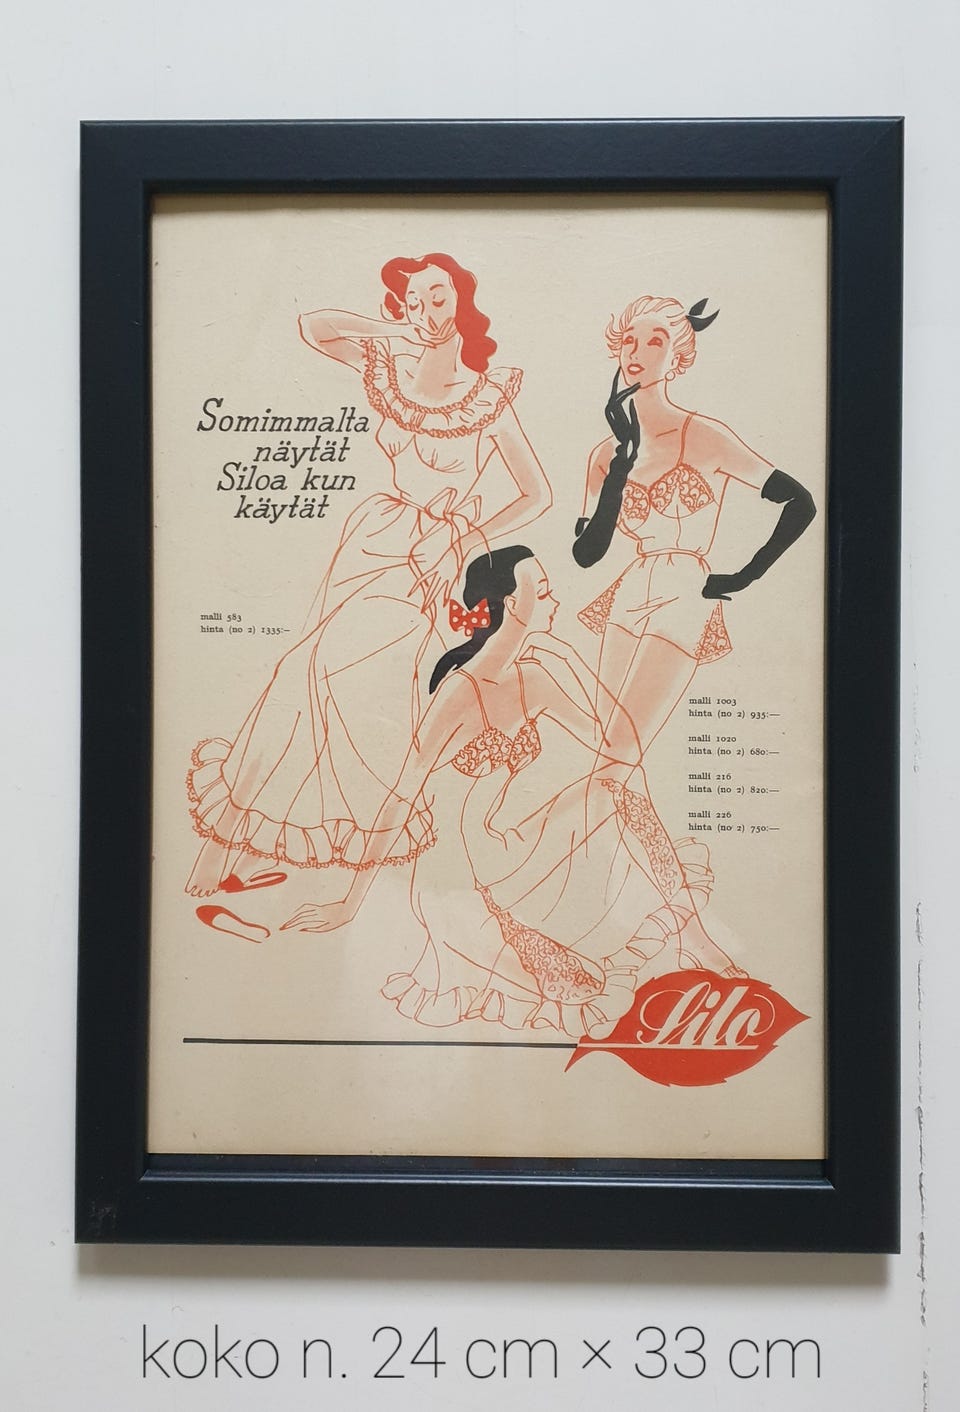 Somimmalta
näytät
Siloa kun
käytät
malli 583
hinta (no 2) 1335:–
malli 1003
hinta (no 2) 935:—
malli 1020
hinta (no 2) 680:—
malli 216
hinta (no 2) 820:—
malli 226
hinta (no 2) 750:—
Silo
koko n. 24 cm × 33 cm